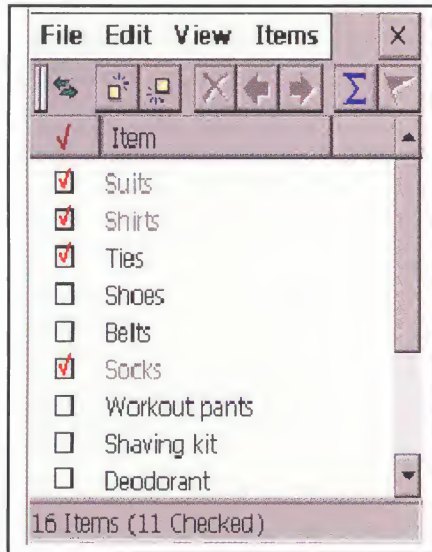 File Edit View Items
Item
Suits
Shirts
Ties
Shoes
Belts
Socks
Workout pants
Shaving kit
Deodorant
16 Items (11 Checked)